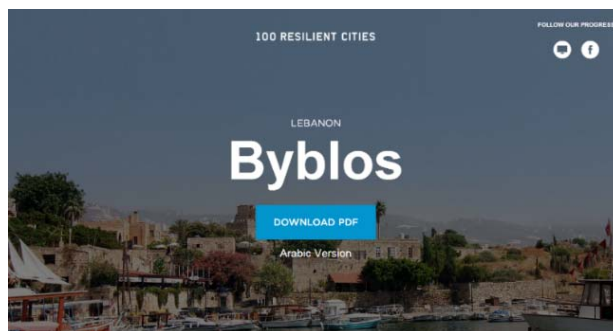 100 RESILIENT CITIES
FOLLOW OUR PROGRESS
LEBANON
Byblos
DOWNLOAD PDF
Arabic Version